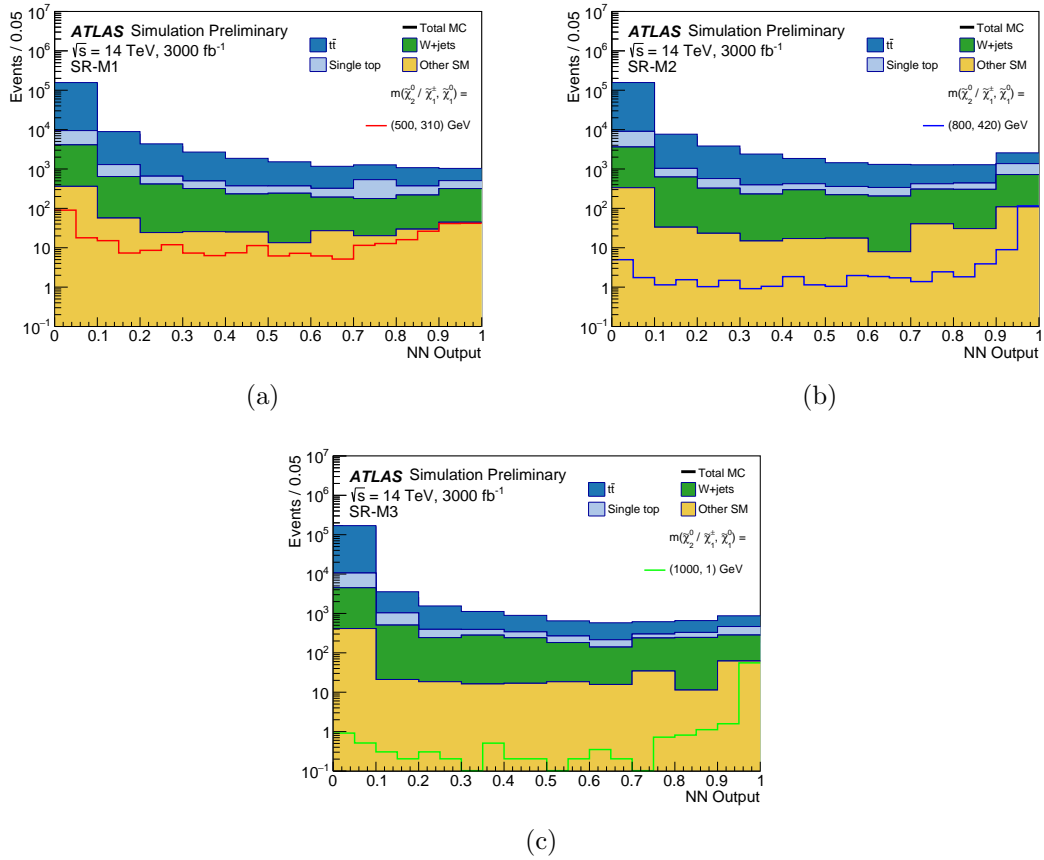 ATLAS Simulation Preliminary
√s = 14 TeV, 3000 fb⁻¹
SR-M1
Total MC
tt̄
W+jets
Single top
Other SM
m(χ̃⁰₂ / χ̃±₁, χ̃⁰₁) =
(500, 310) GeV
Events / 0.05
10⁷
10⁶
10⁵
10⁴
10³
10²
10
1
10⁻¹
0 0.1 0.2 0.3 0.4 0.5 0.6 0.7 0.8 0.9 1
NN Output
(a)
ATLAS Simulation Preliminary
√s = 14 TeV, 3000 fb⁻¹
SR-M2
Total MC
tt̄
W+jets
Single top
Other SM
m(χ̃⁰₂ / χ̃±₁, χ̃⁰₁) =
(800, 420) GeV
Events / 0.05
10⁷
10⁶
10⁵
10⁴
10³
10²
10
1
10⁻¹
0 0.1 0.2 0.3 0.4 0.5 0.6 0.7 0.8 0.9 1
NN Output
(b)
ATLAS Simulation Preliminary
√s = 14 TeV, 3000 fb⁻¹
SR-M3
Total MC
tt̄
W+jets
Single top
Other SM
m(χ̃⁰₂ / χ̃±₁, χ̃⁰₁) =
(1000, 1) GeV
Events / 0.05
10⁷
10⁶
10⁵
10⁴
10³
10²
10
1
10⁻¹
0 0.1 0.2 0.3 0.4 0.5 0.6 0.7 0.8 0.9 1
NN Output
(c)